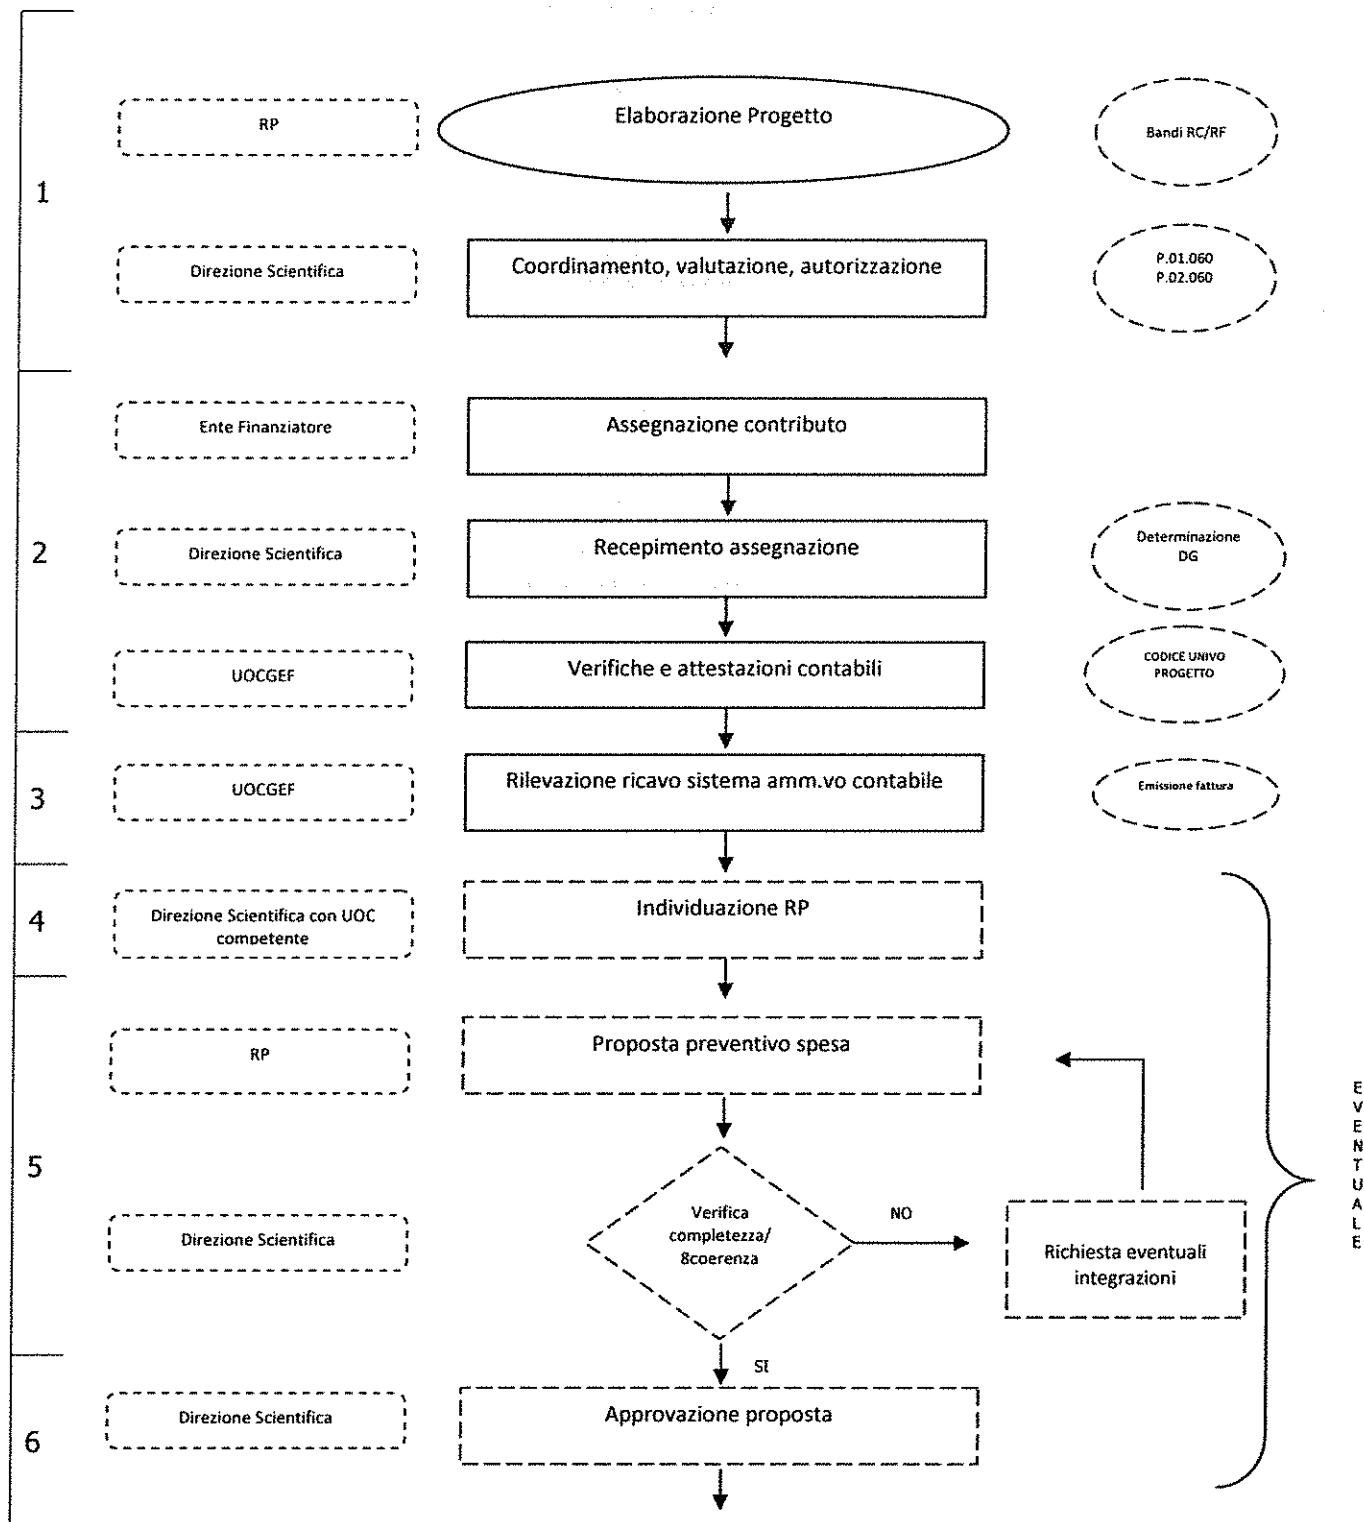 1
RP
Elaborazione Progetto
Bandi RC/RF
Direzione Scientifica
Coordinamento, valutazione, autorizzazione
P.01.060
P.02.060
2
Ente Finanziatore
Assegnazione contributo
Direzione Scientifica
Recepimento assegnazione
Determinazione
DG
UOCGEF
Verifiche e attestazioni contabili
CODICE UNIVO
PROGETTO
3
UOCGEF
Rilevazione ricavo sistema amm.vo contabile
Emissione fattura
4
Direzione Scientifica con UOC
competente
Individuazione RP
5
RP
Proposta preventivo spesa
Direzione Scientifica
Verifica
completezza/
8coerenza
NO
Richiesta eventuali
integrazioni
SI
6
Direzione Scientifica
Approvazione proposta
EVENTUALE